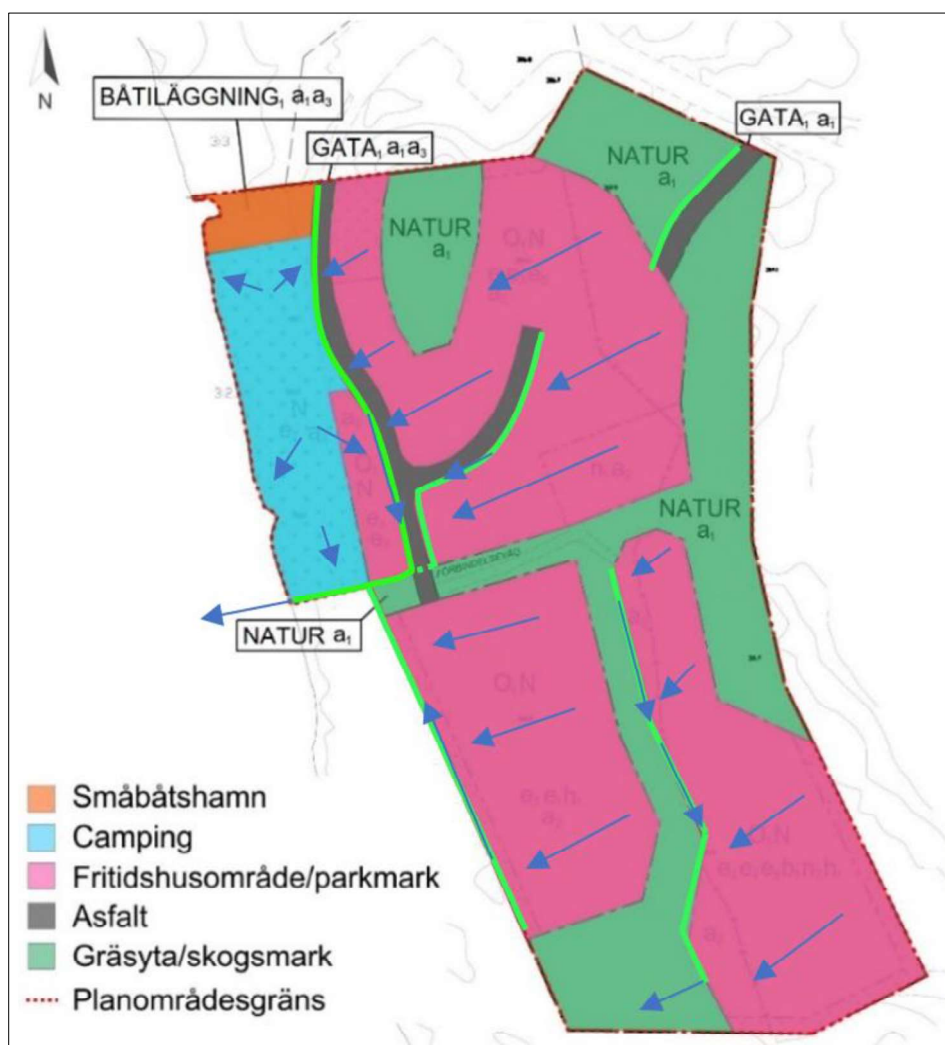 N
BÅTILÄGGNING₁ a₁a₃
GATA₁ a₁a₃
GATA₁ a₁
NATUR
a₁
NATUR
a₁
O.N
NATUR
a₁
FÖRBINDELSEVÄG
NATUR a₁
O.N
O.N
Småbåtshamn
Camping
Fritidshusområde/parkmark
Asfalt
Gräsyta/skogsmark
Planområdesgräns